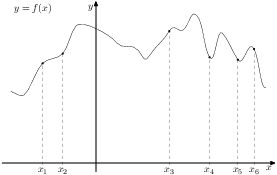 y = f(x)
y
x₁ x₂ x₃ x₄ x₅ x₆ x